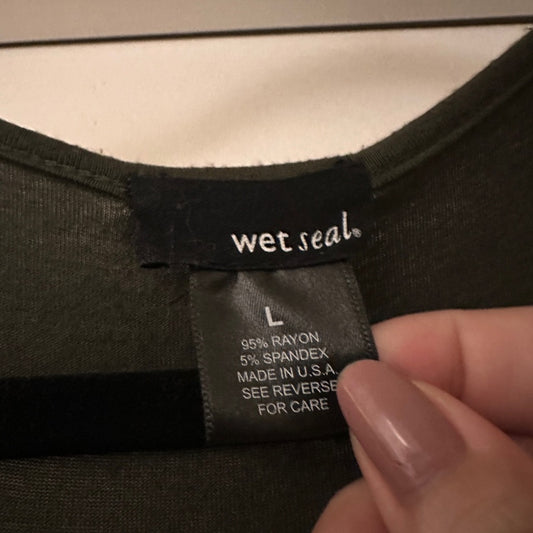 wet seal®
L
95% RAYON
5% SPANDEX
MADE IN U.S.A.
SEE REVERSE
FOR CARE